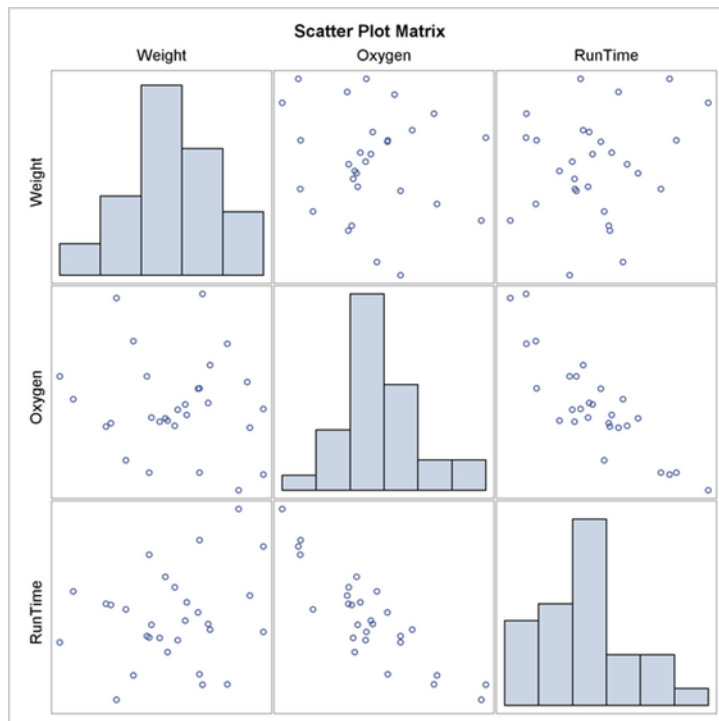 Scatter Plot Matrix
Weight Oxygen RunTime
Weight
Oxygen
RunTime